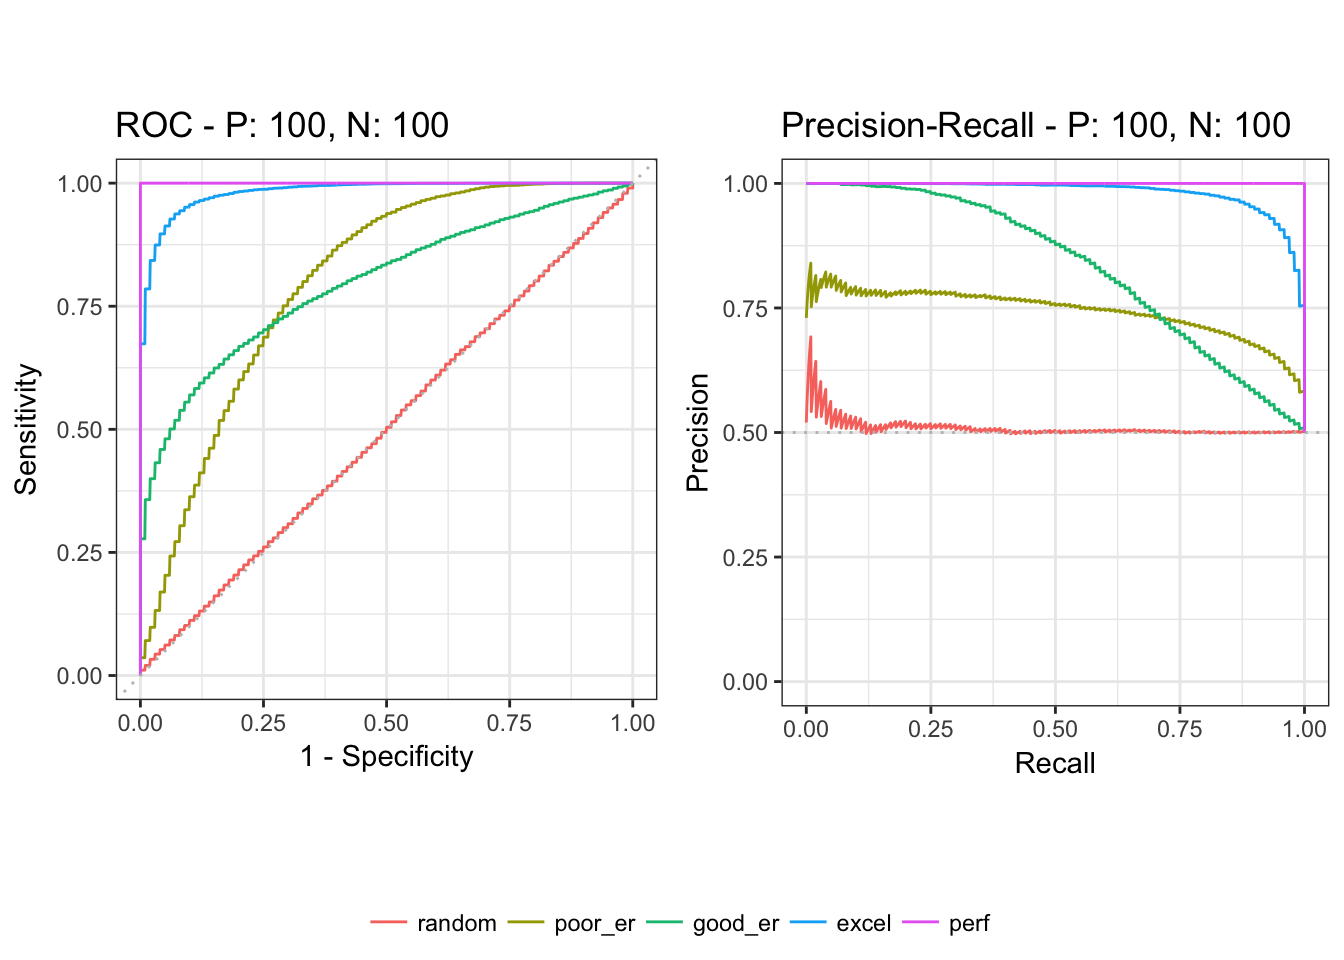 ROC - P: 100, N: 100
1.00
0.75
0.50
0.25
0.00
Sensitivity
0.00 0.25 0.50 0.75 1.00
1 - Specificity
Precision-Recall - P: 100, N: 100
1.00
0.75
0.50
0.25
0.00
Precision
0.00 0.25 0.50 0.75 1.00
Recall
random poor_er good_er excel perf